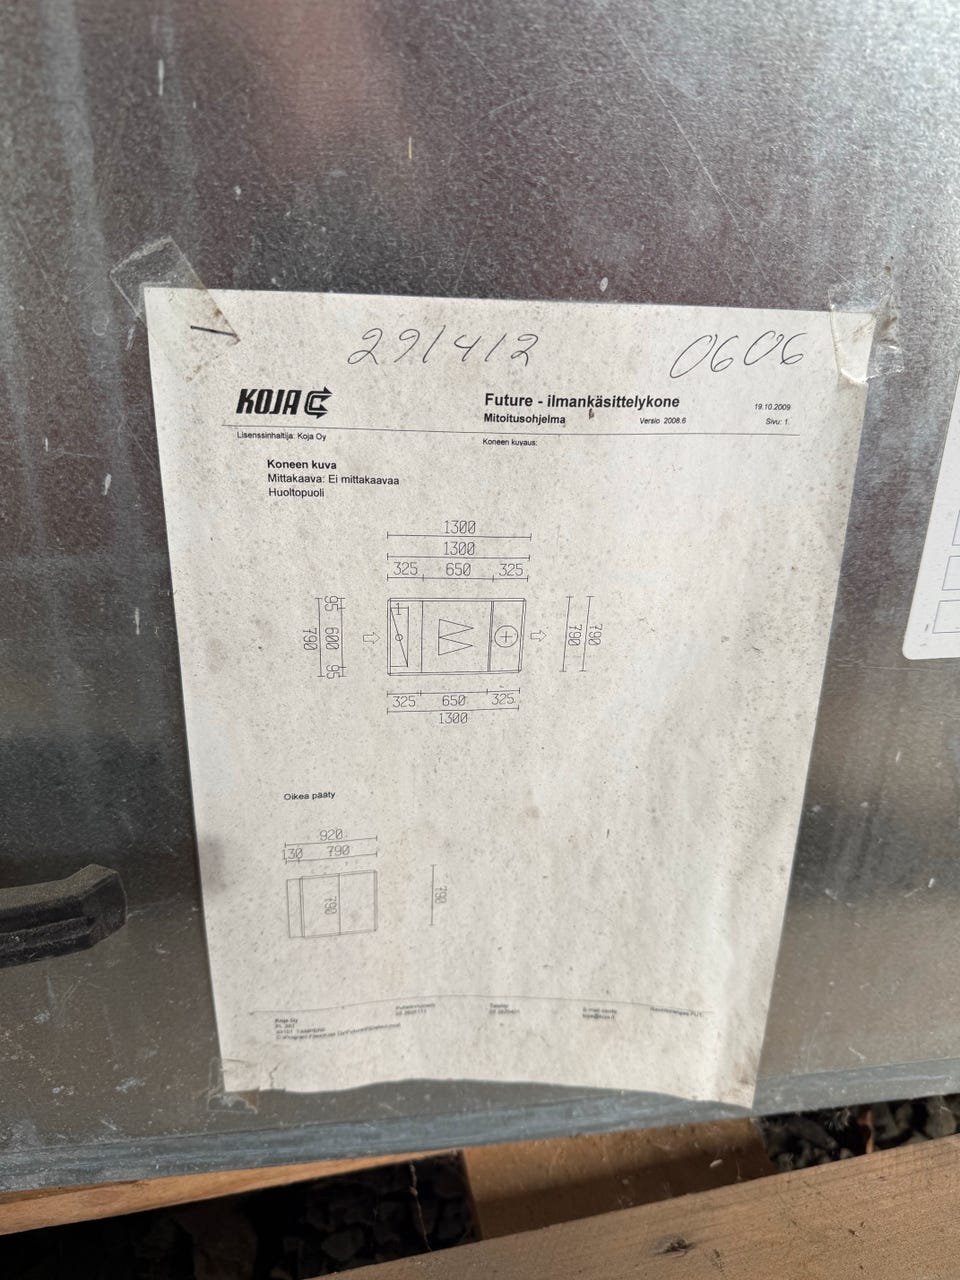 291412 0606
KOJA
Future - ilmankäsittelykone 19.10.2009
Mitoitusohjelma Versio 2008.6 Sivu: 1
Lisenssinhaltija: Koja Oy Koneen kuvaus:
Koneen kuva
Mittakaava: Ei mittakaavaa
Huoltopuoli
1300
1300
325 650 325
95 600 95
790
790
790
325 650 325
1300
Oikea pääty
920
130 790
790
790
Koja Oy